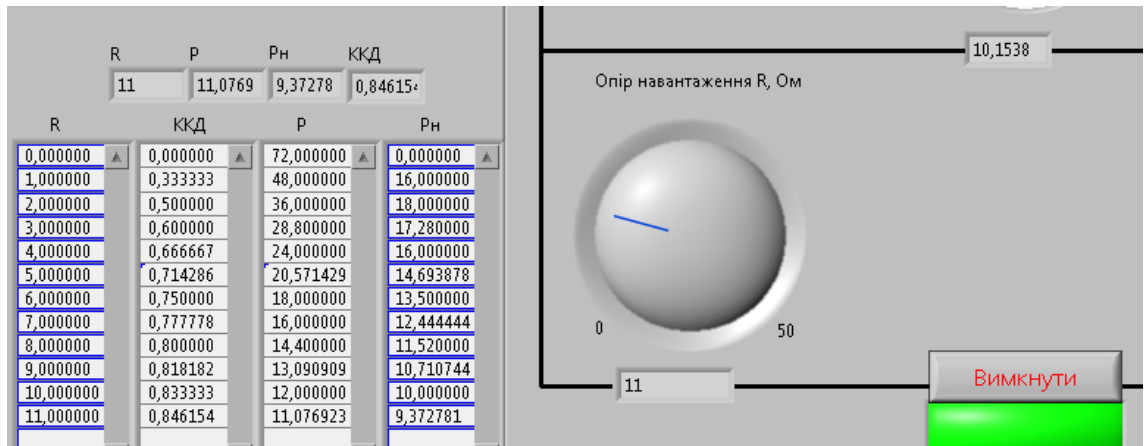 R P Pн ККД
11 11,0769 9,37278 0,846154
R ККД P Pн
0,000000 0,000000 72,000000 0,000000
1,000000 0,333333 48,000000 16,000000
2,000000 0,500000 36,000000 18,000000
3,000000 0,600000 28,800000 17,280000
4,000000 0,666667 24,000000 16,000000
5,000000 0,714286 20,571429 14,693878
6,000000 0,750000 18,000000 13,500000
7,000000 0,777778 16,000000 12,444444
8,000000 0,800000 14,400000 11,520000
9,000000 0,818182 13,090909 10,710744
10,000000 0,833333 12,000000 10,000000
11,000000 0,846154 11,076923 9,372781
10,1538
Опір навантаження R, Ом
0 50
11
Вимкнути